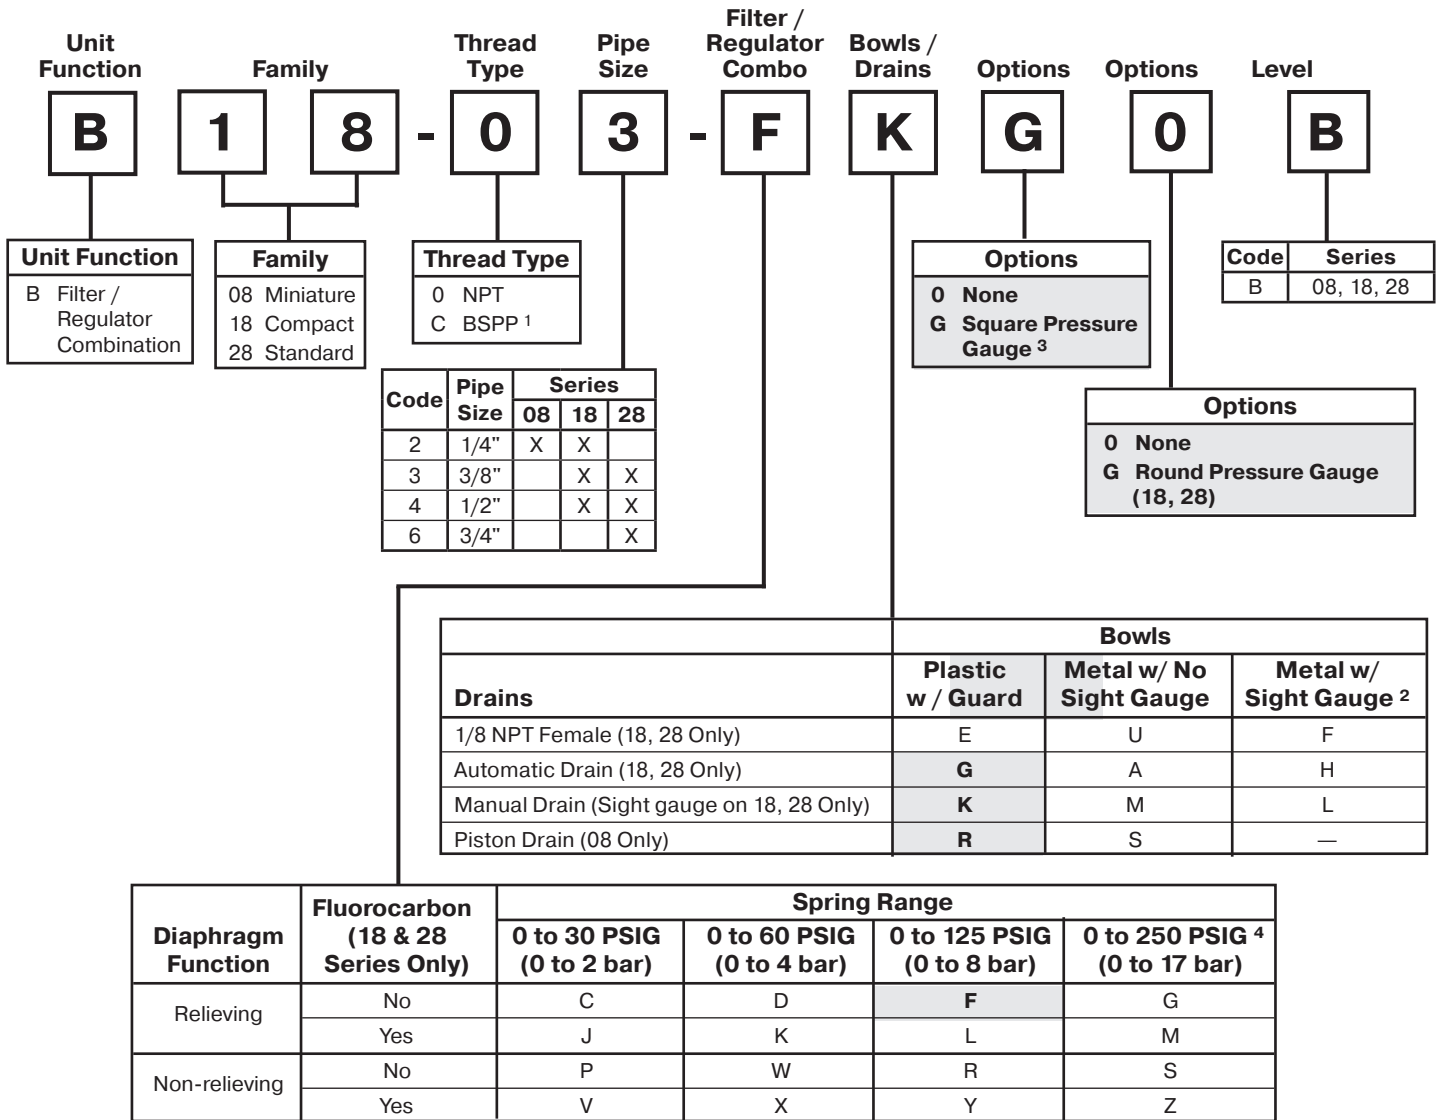 Unit Function
Family
Thread Type
Pipe Size
Filter / Regulator Combo
Bowls / Drains
Options
Options
Level
B 1 8 - 0 3 - F K G 0 B
Unit Function
B Filter / Regulator Combination
Family
08 Miniature
18 Compact
28 Standard
Thread Type
0 NPT
C BSPP 1
Options
0 None
G Square Pressure Gauge 3
Code Series
B 08, 18, 28
Code Pipe Size Series
08 18 28
2 1/4" X X
3 3/8" X X
4 1/2" X X
6 3/4" X
Options
0 None
G Round Pressure Gauge (18, 28)
Bowls
Drains Plastic w / Guard Metal w/ No Sight Gauge Metal w/ Sight Gauge 2
1/8 NPT Female (18, 28 Only) E U F
Automatic Drain (18, 28 Only) G A H
Manual Drain (Sight gauge on 18, 28 Only) K M L
Piston Drain (08 Only) R S —
Diaphragm Function Fluorocarbon (18 & 28 Series Only) Spring Range
0 to 30 PSIG (0 to 2 bar) 0 to 60 PSIG (0 to 4 bar) 0 to 125 PSIG (0 to 8 bar) 0 to 250 PSIG 4 (0 to 17 bar)
Relieving No C D F G
Yes J K L M
Non-relieving No P W R S
Yes V X Y Z